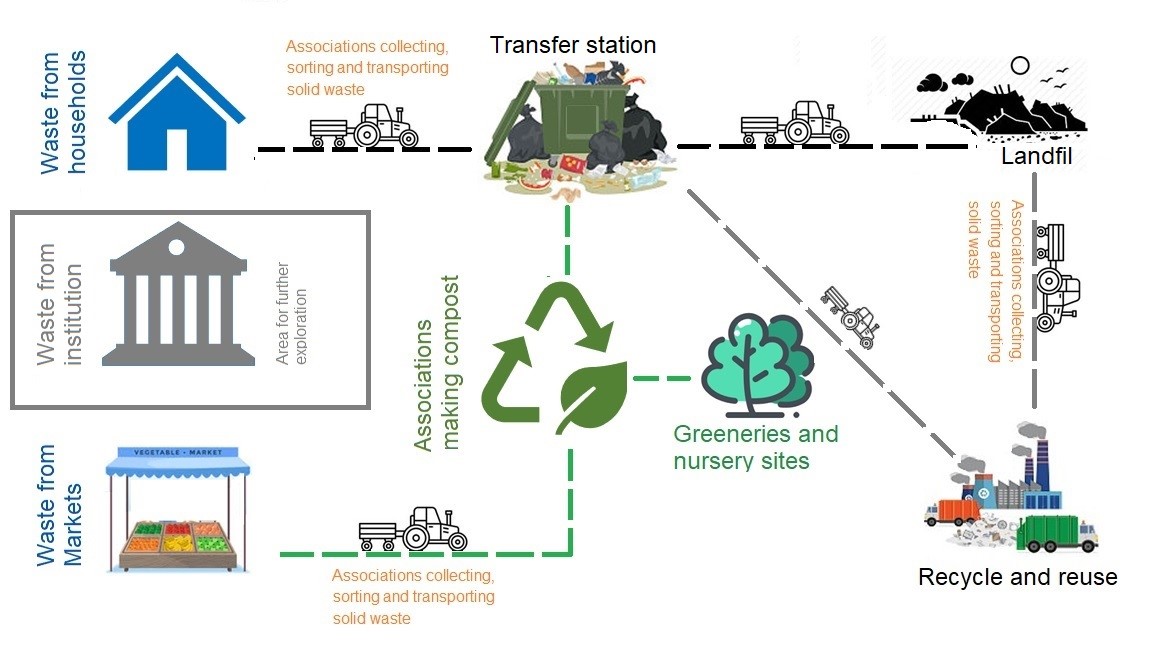 Waste from
households
Associations collecting,
sorting and transporting
solid waste
Transfer station
Landfil
Waste from
institution
Area for further
exploration
Associations collecting,
sorting and transporting
solid waste
Associations
making compost
Greeneries and
nursery sites
Waste from
Markets
VEGETABLE • MARKET
Associations collecting,
sorting and transporting
solid waste
Recycle and reuse